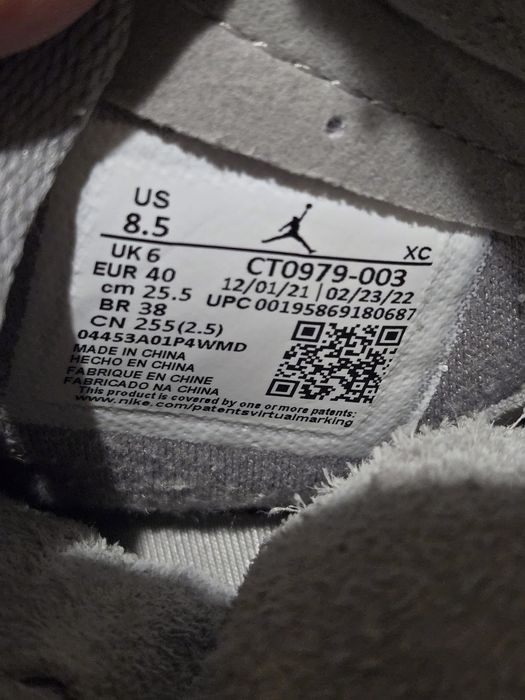 US
8.5
XC
UK 6
EUR 40
cm 25.5
BR 38
CN 255(2.5)
04453A01P4WMD
CT0979-003
12/01/21 | 02/23/22
UPC 00195869180687
MADE IN CHINA
HECHO EN CHINA
FABRIQUE EN CHINE
FABRICADO NA CHINA
This product is covered by one or more patents:
www.nike.com/patentsvirtualmarking